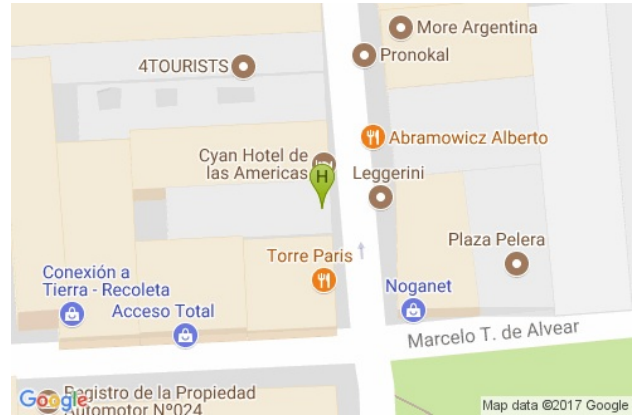 More Argentina
Pronokal
4TOURISTS
Abramowicz Alberto
Cyan Hotel de
las Americas
H
Leggerini
Plaza Pelera
Torre Paris
Conexión a
Tierra - Recoleta
Noganet
Acceso Total
Marcelo T. de Alvear
Registro de la Propiedad
Automotor Nº024
Google
Map data ©2017 Google